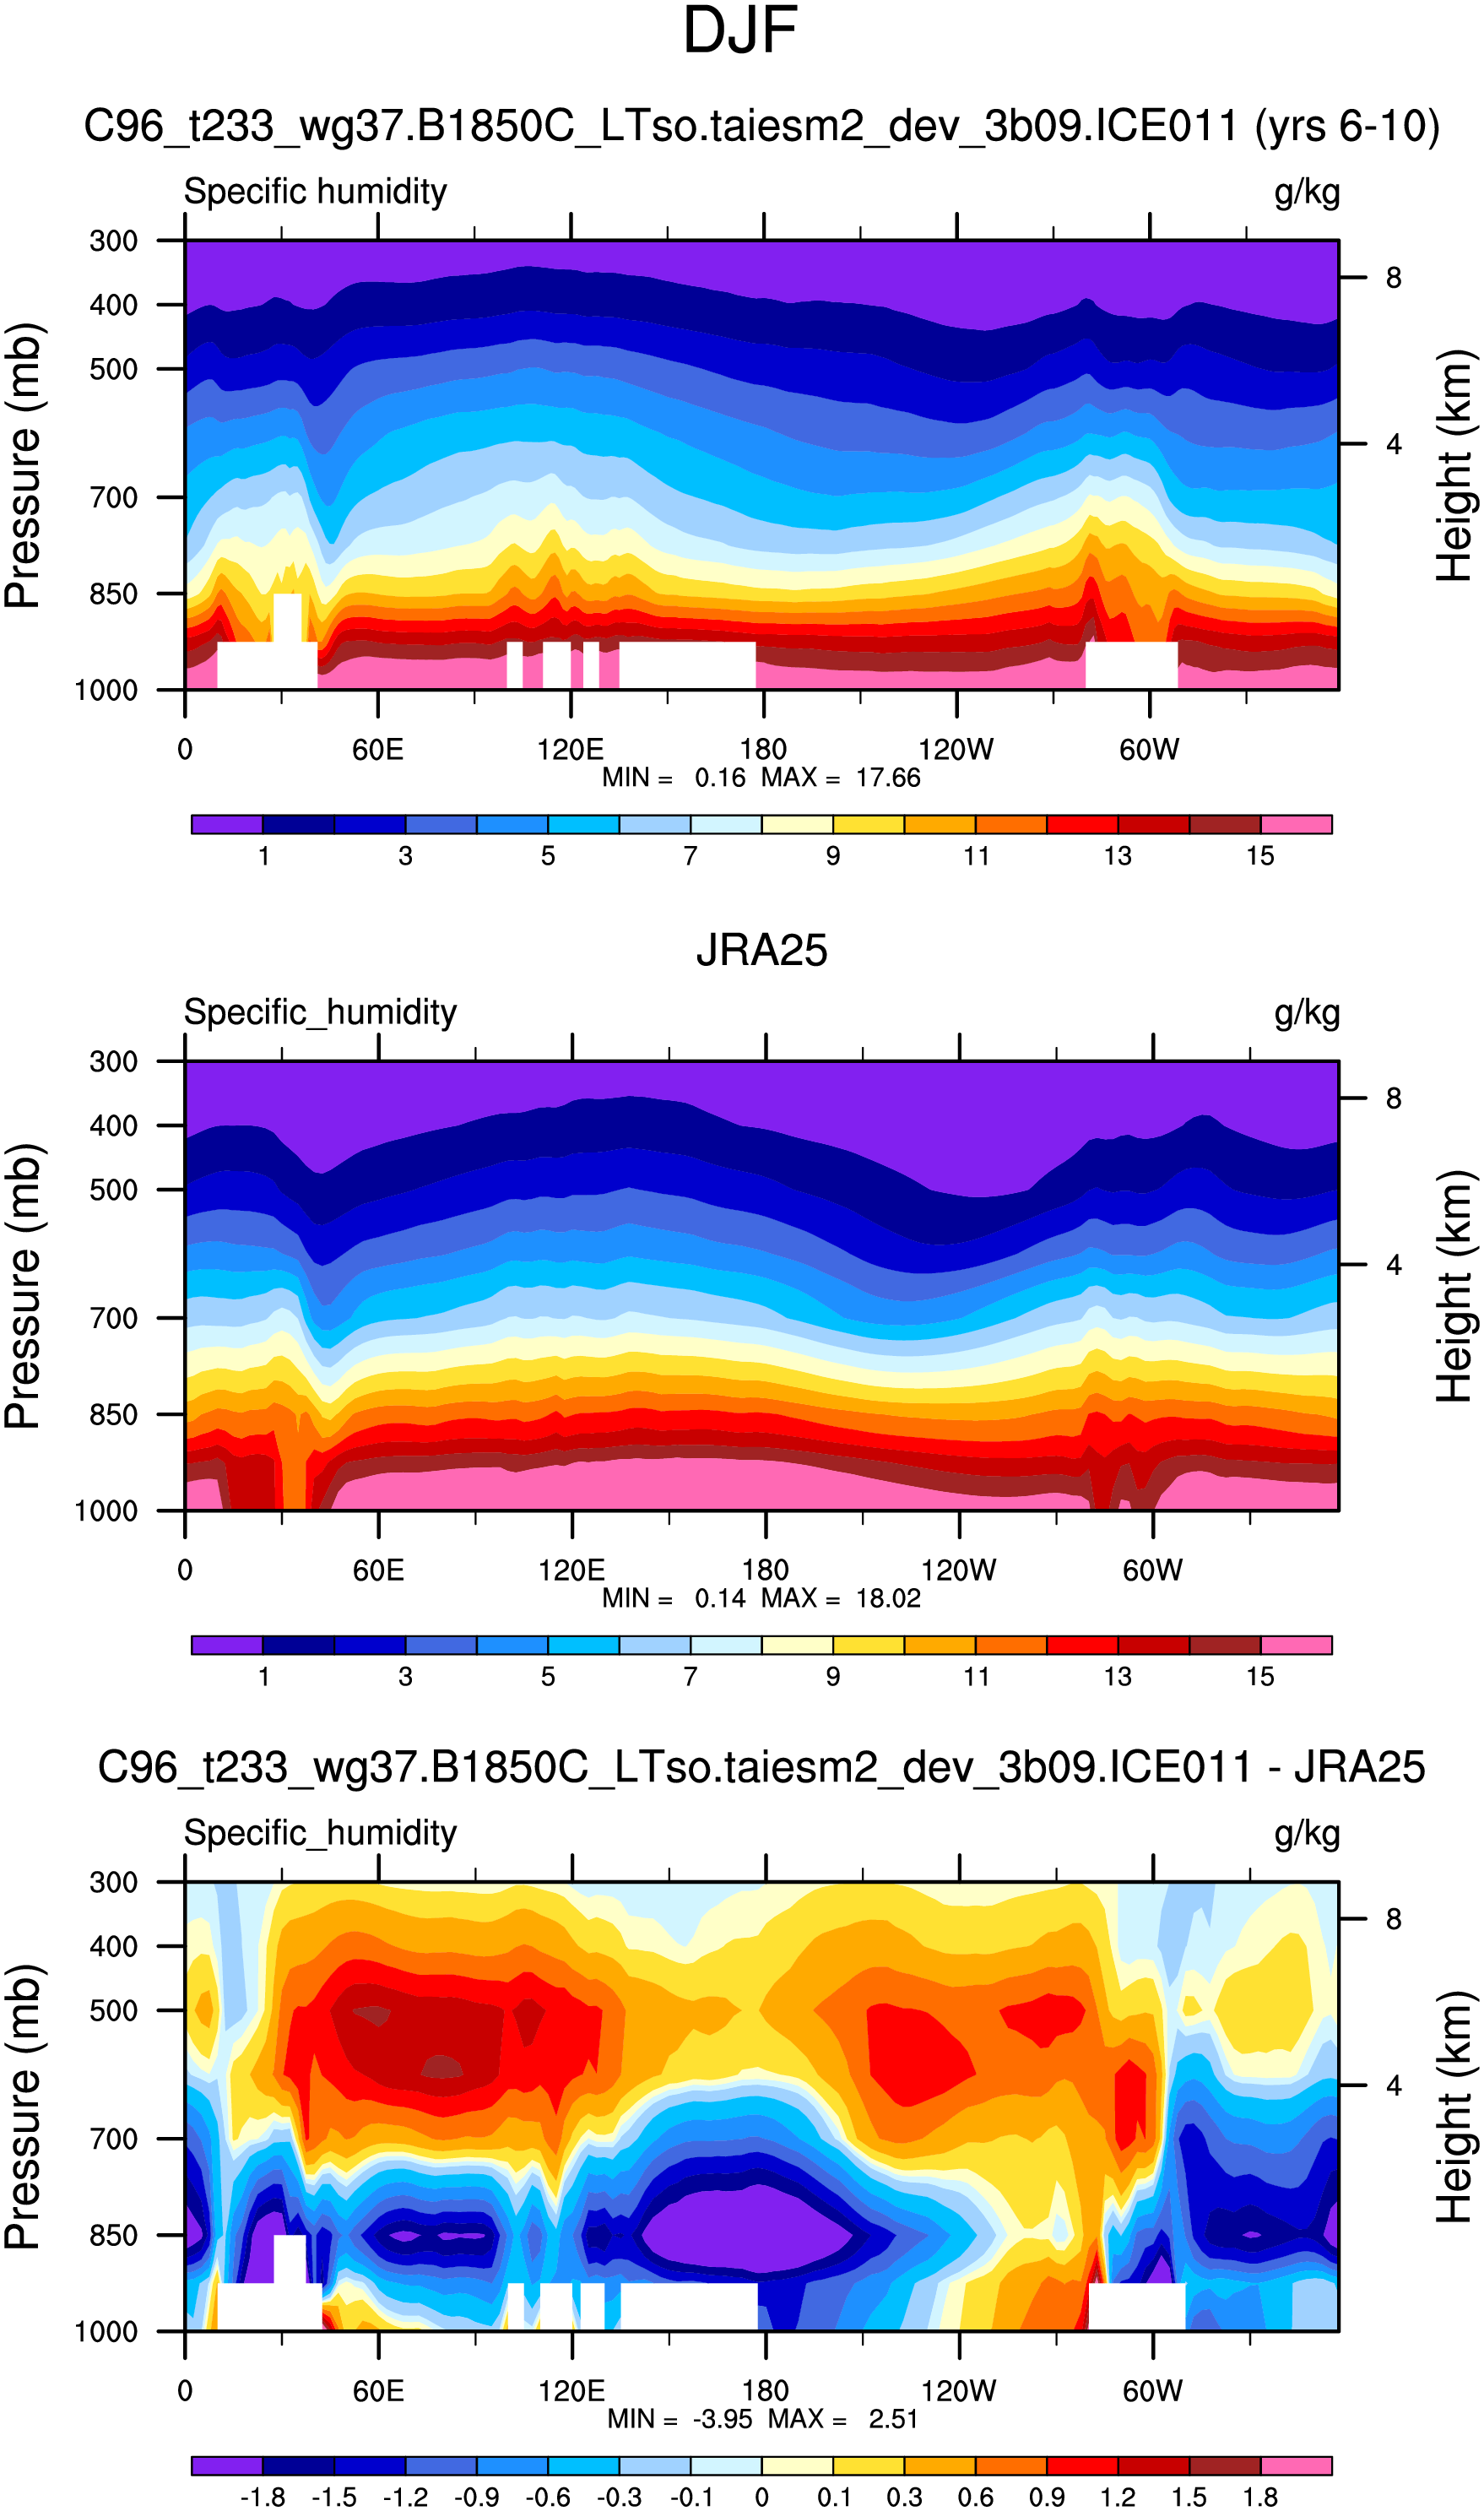 DJF
C96_t233_wg37.B1850C_LTso.taiesm2_dev_3b09.ICE011 (yrs 6-10)
Specific humidity g/kg
300
400
500
700
850
1000
Pressure (mb)
8
4
Height (km)
0 60E 120E 180 120W 60W
MIN = 0.16 MAX = 17.66
1 3 5 7 9 11 13 15
JRA25
Specific_humidity g/kg
300
400
500
700
850
1000
Pressure (mb)
8
4
Height (km)
0 60E 120E 180 120W 60W
MIN = 0.14 MAX = 18.02
1 3 5 7 9 11 13 15
C96_t233_wg37.B1850C_LTso.taiesm2_dev_3b09.ICE011 - JRA25
Specific_humidity g/kg
300
400
500
700
850
1000
Pressure (mb)
8
4
Height (km)
0 60E 120E 180 120W 60W
MIN = -3.95 MAX = 2.51
-1.8 -1.5 -1.2 -0.9 -0.6 -0.3 -0.1 0 0.1 0.3 0.6 0.9 1.2 1.5 1.8